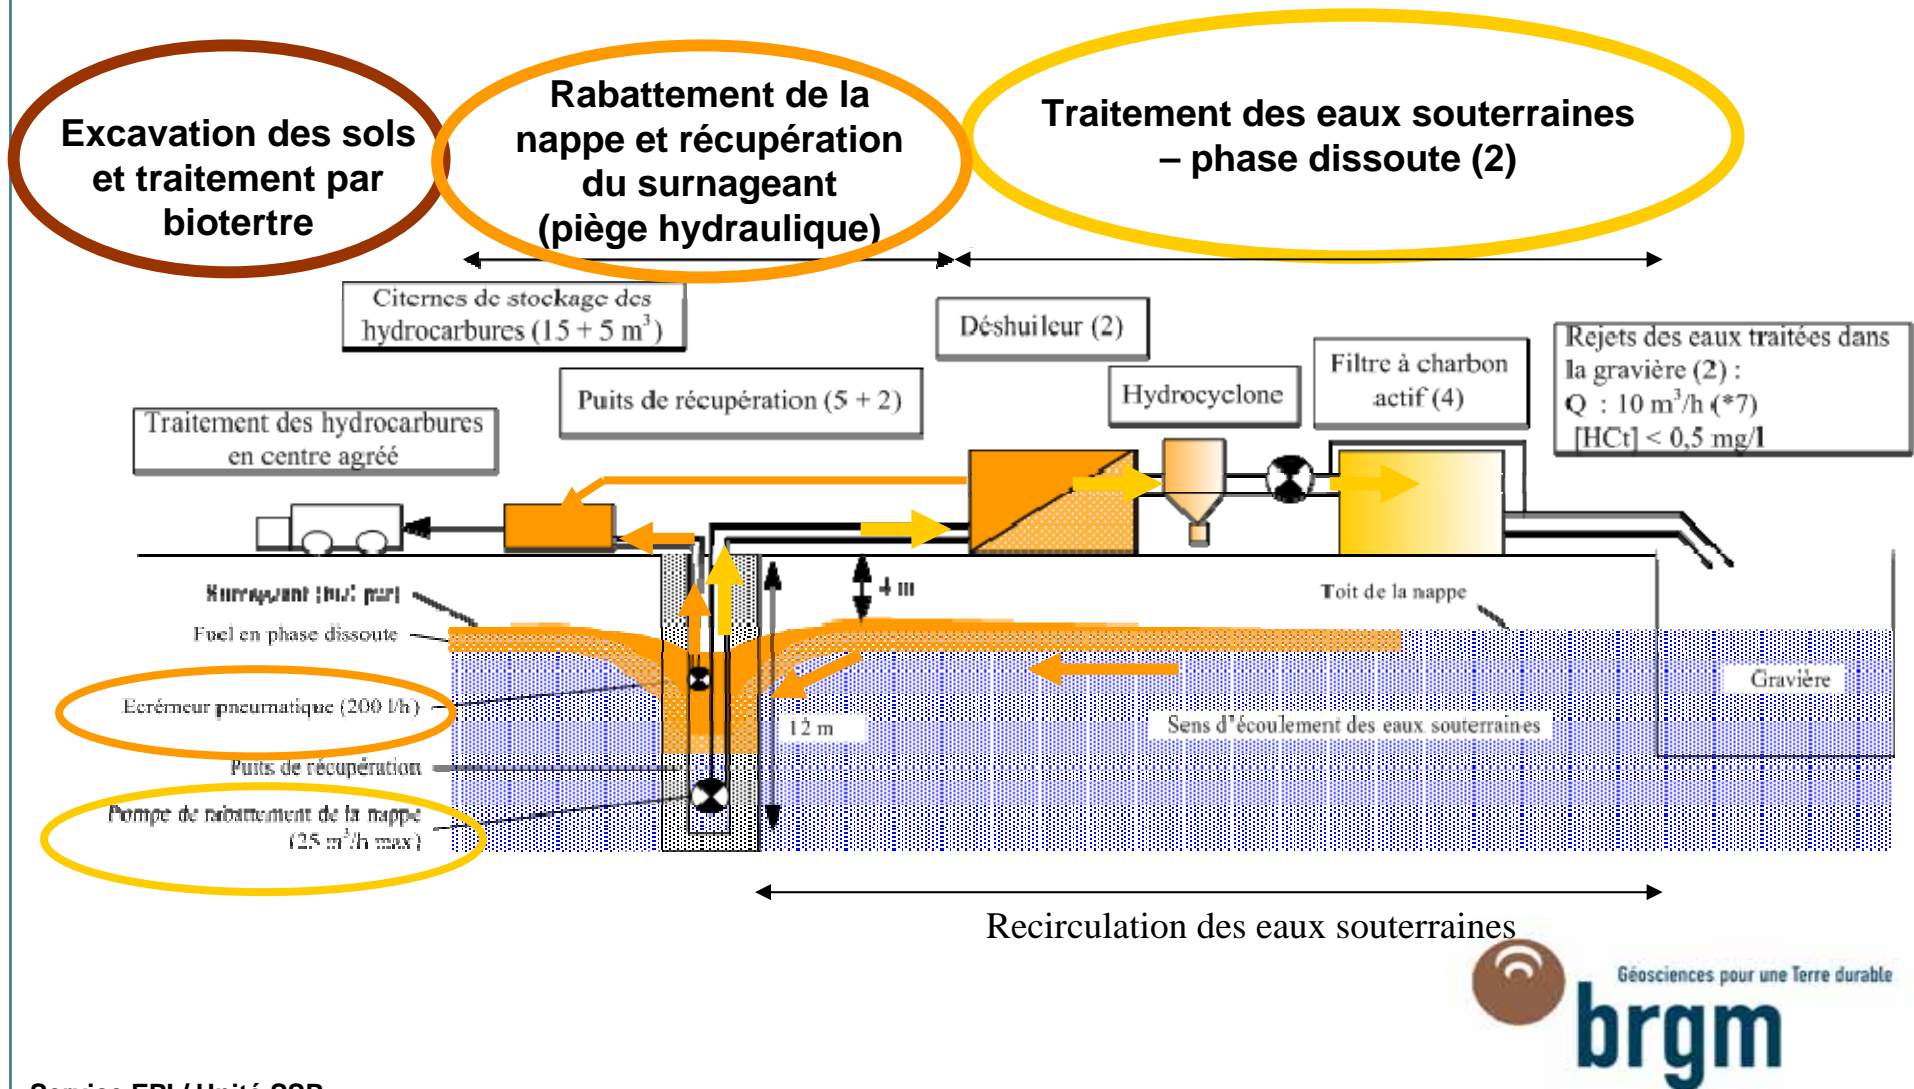 Excavation des sols
et traitement par
biotertre
Rabattement de la
nappe et récupération
du surnageant
(piège hydraulique)
Traitement des eaux souterraines
– phase dissoute (2)
Citernes de stockage des
hydrocarbures (15 + 5 m³)
Déshuileur (2)
Rejets des eaux traitées dans
la gravière (2) :
Q : 10 m³/h (*7)
[HCt] < 0,5 mg/l
Filtre à charbon
actif (4)
Hydrocyclone
Puits de récupération (5 + 2)
Traitement des hydrocarbures
en centre agréé
4 m
Surnageant
Toit de la nappe
Fuel en phase dissoute
Gravière
Ecrémeur pneumatique (200 l/h)
12 m
Sens d'écoulement des eaux souterraines
Puits de récupération
Pompe de rabattement de la nappe
(25 m³/h max)
Recirculation des eaux souterraines
Géosciences pour une Terre durable
brgm